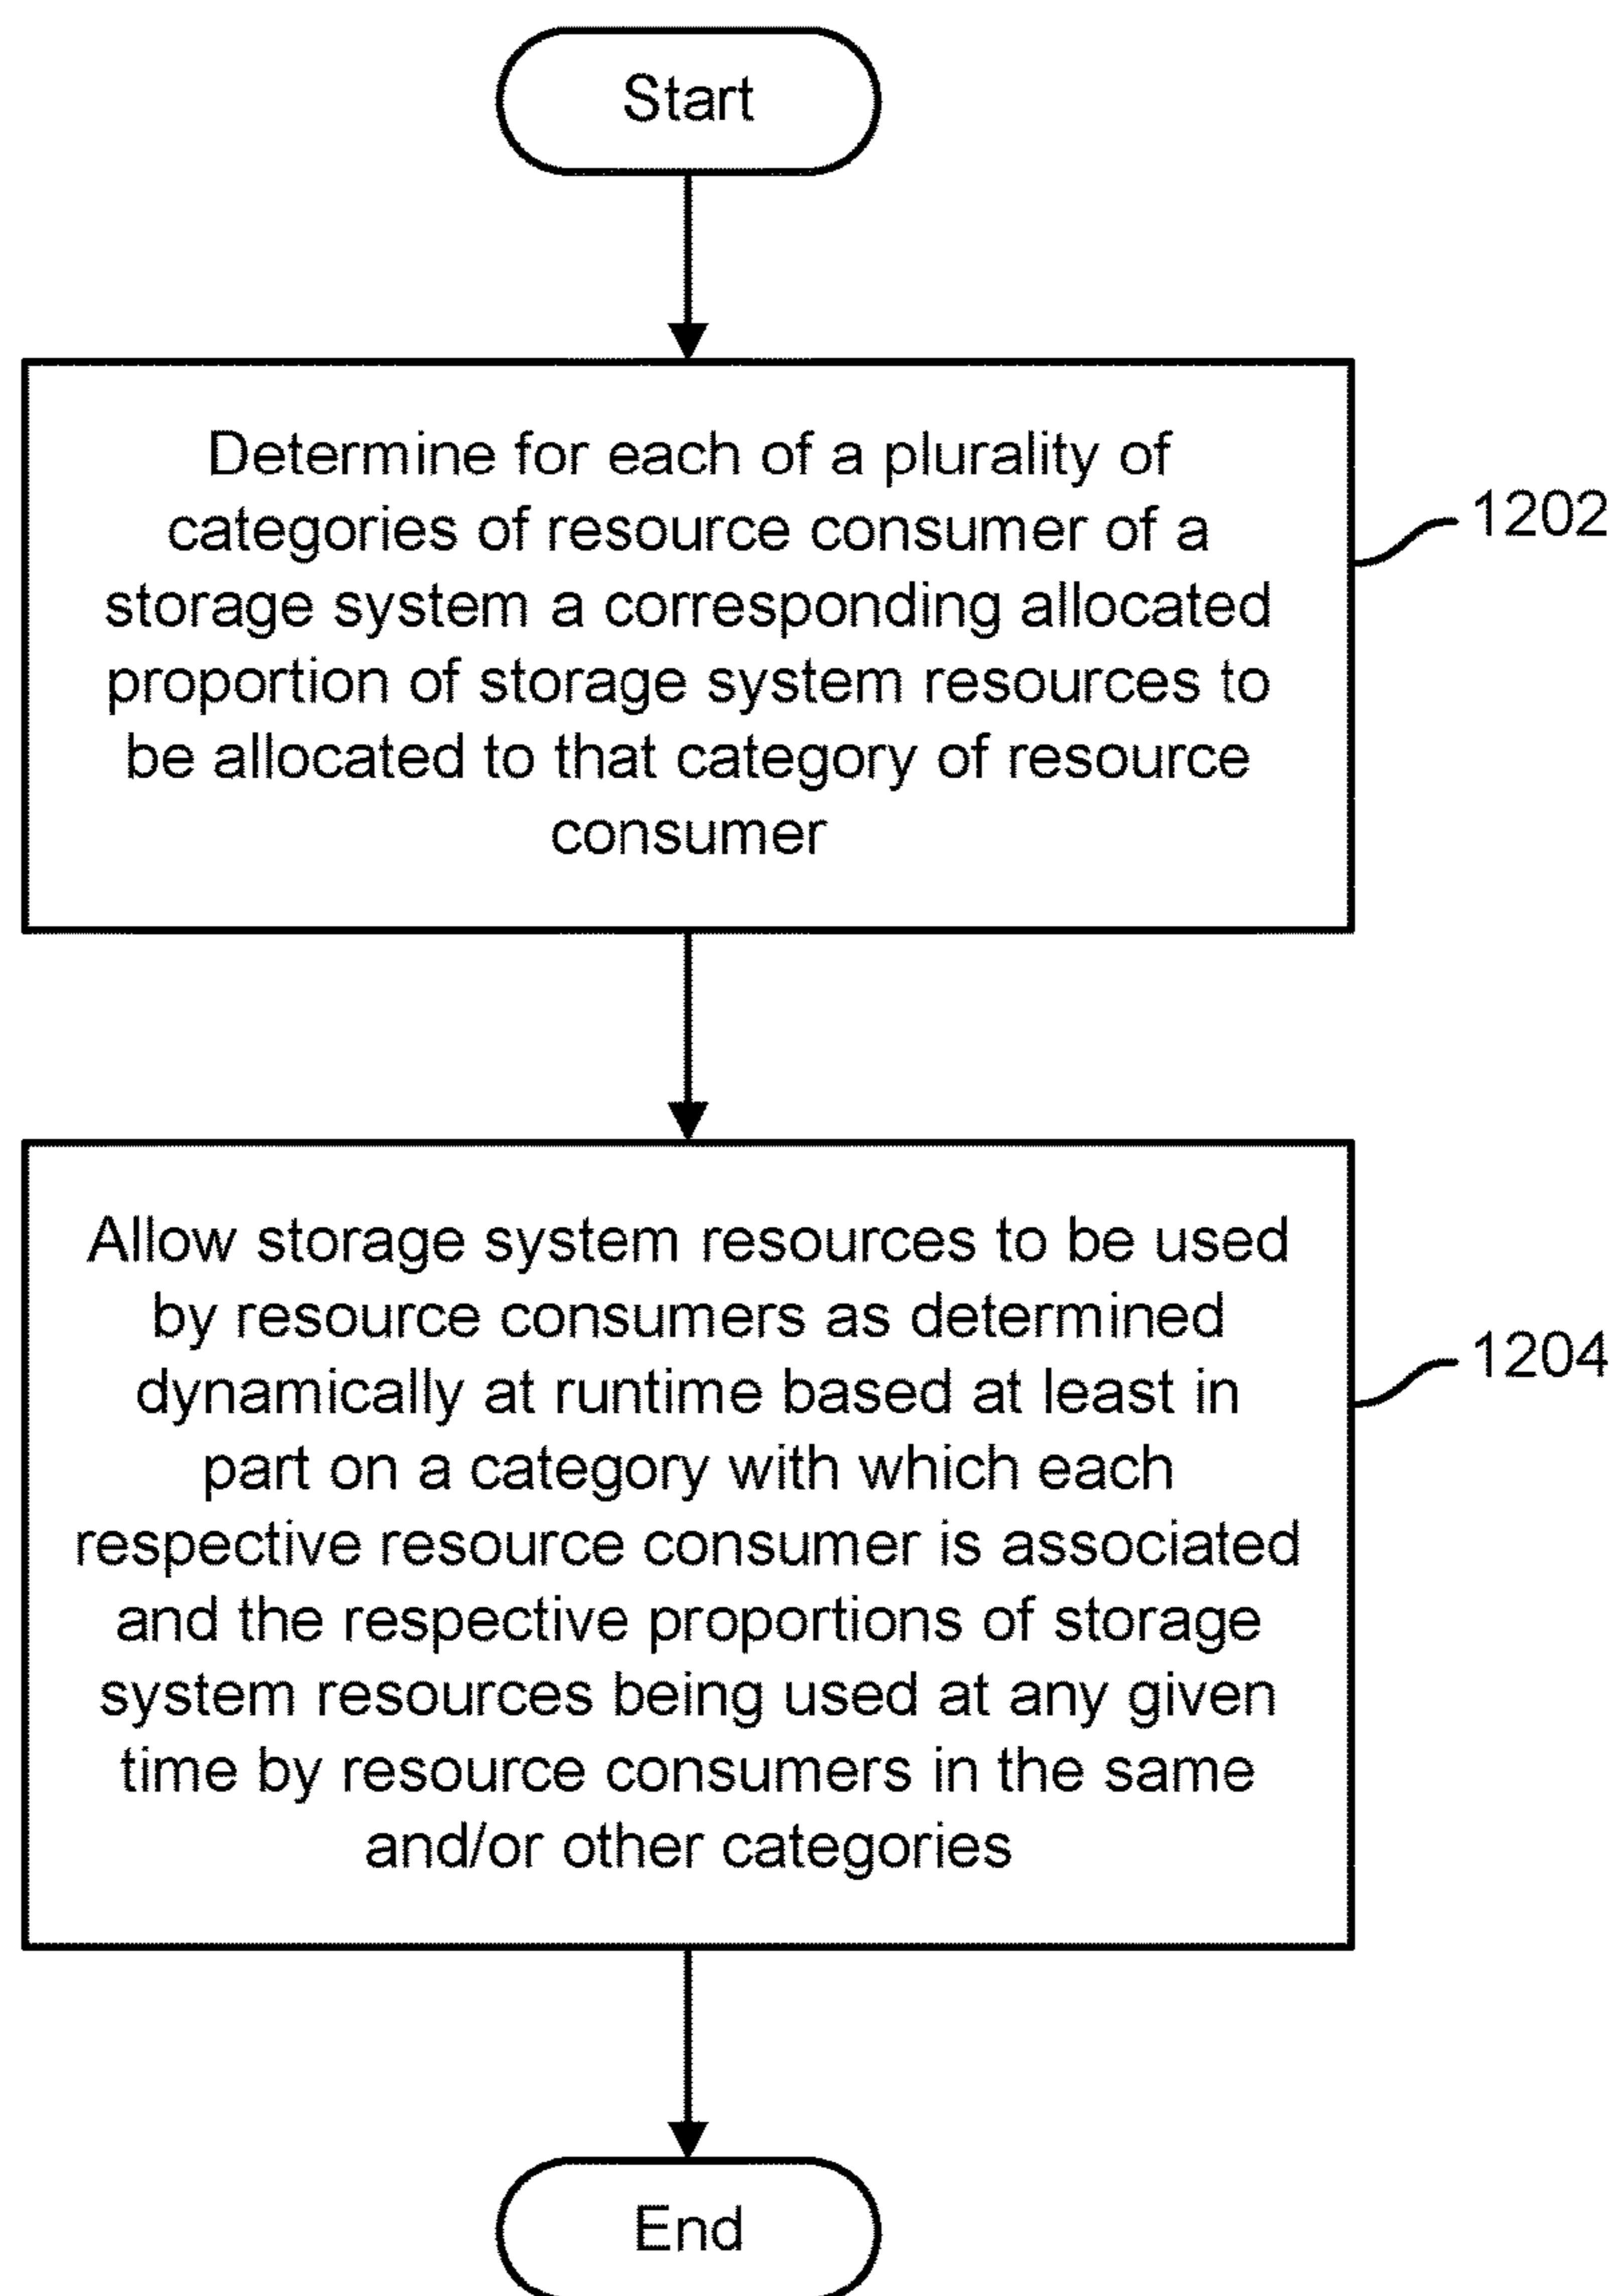 Start
Determine for each of a plurality of
categories of resource consumer of a
storage system a corresponding allocated
proportion of storage system resources to
be allocated to that category of resource
consumer
1202
Allow storage system resources to be used
by resource consumers as determined
dynamically at runtime based at least in
part on a category with which each
respective resource consumer is associated
and the respective proportions of storage
system resources being used at any given
time by resource consumers in the same
and/or other categories
1204
End